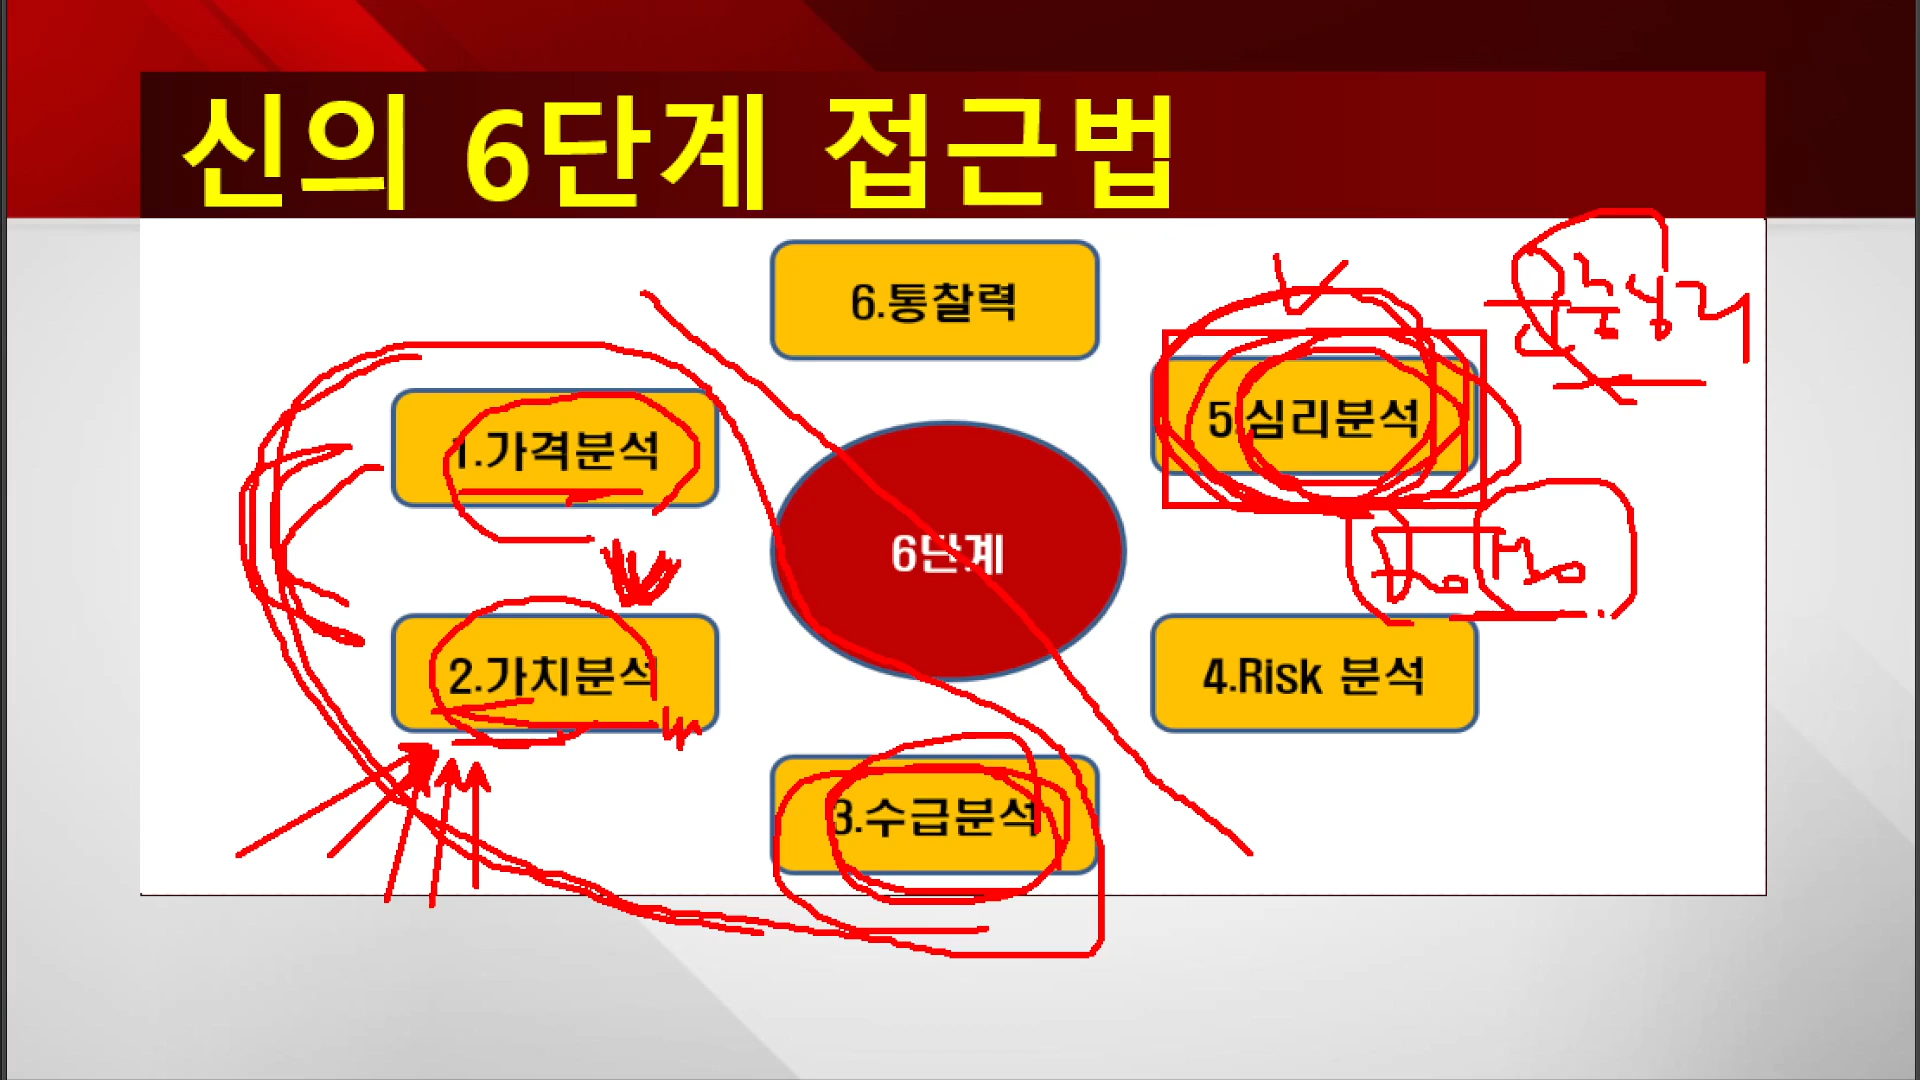 신의 6단계 접근법
6.통찰력
1.가격분석
5.심리분석
6단계
2.가치분석
4.Risk 분석
3.수급분석